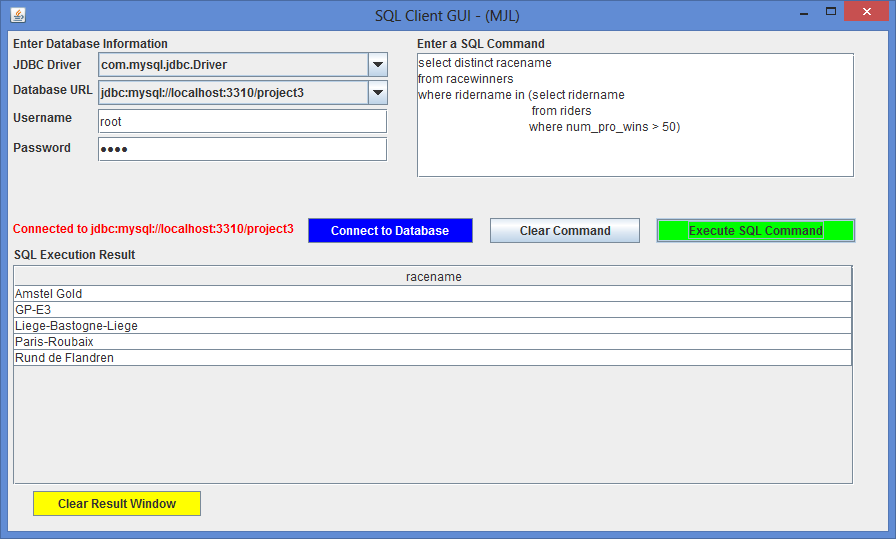 SQL Client GUI - (MJL)
Enter Database Information
JDBC Driver com.mysql.jdbc.Driver
Database URL jdbc:mysql://localhost:3310/project3
Username root
Password ●●●●
Enter a SQL Command
select distinct racename
from racewinners
where ridername in (select ridername
from riders
where num_pro_wins > 50)
Connected to jdbc:mysql://localhost:3310/project3 Connect to Database Clear Command Execute SQL Command
SQL Execution Result
racename
Amstel Gold
GP-E3
Liege-Bastogne-Liege
Paris-Roubaix
Rund de Flandren
Clear Result Window